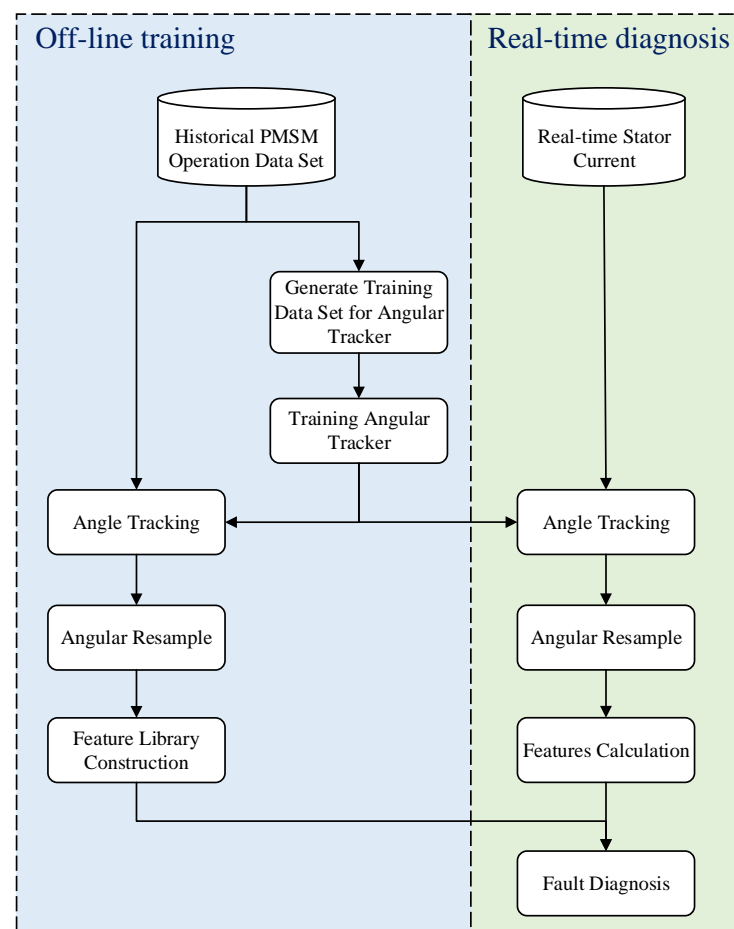 Off-line training
Real-time diagnosis
Historical PMSM
Operation Data Set
Real-time Stator
Current
Generate Training
Data Set for Angular
Tracker
Training Angular
Tracker
Angle Tracking
Angle Tracking
Angular Resample
Angular Resample
Feature Library
Construction
Features Calculation
Fault Diagnosis